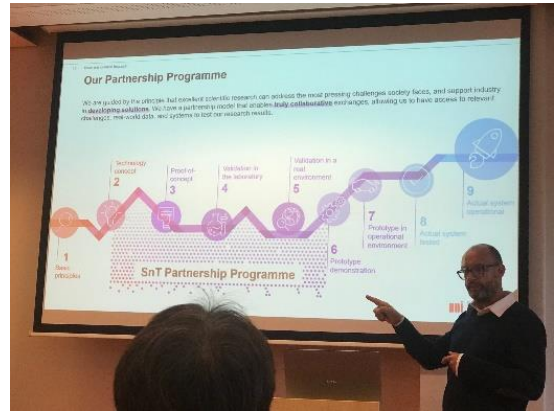 Our Partnership Programme
We are guided by the principle that excellent scientific research can address the most pressing challenges society faces, and support industry
in developing solutions. We have a partnership model that enables truly collaborative exchanges, allowing us to have access to relevant
challenges, real-world data, and systems to test our research results.
1
Basic
principles
2
Technology
concept
3
Proof of
concept
4
Validation in
the laboratory
5
Validation in a
real
environment
6
Prototype
demonstration
7
Prototype in
operational
environment
8
Actual system
tested
9
Actual system
operational
SnT Partnership Programme